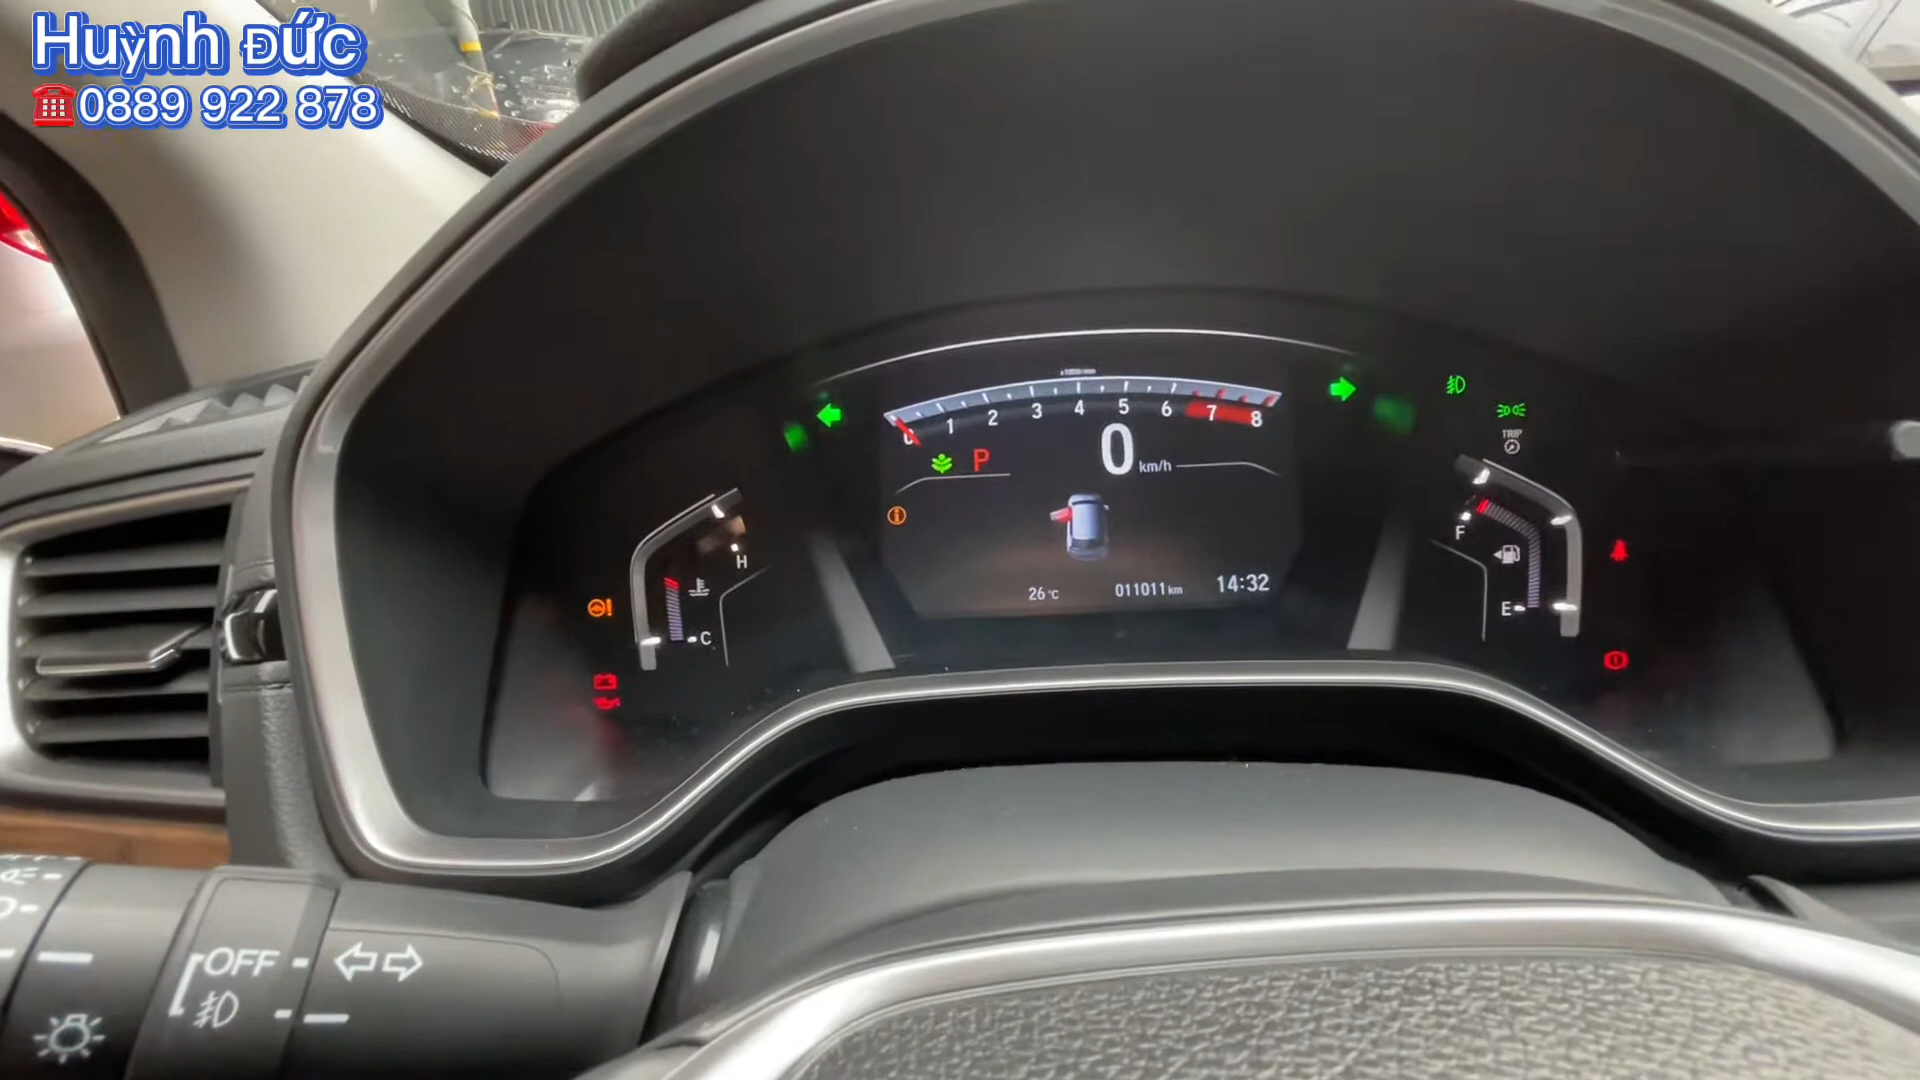 Huỳnh Đức
☎0889 922 878
0 1 2 3 4 5 6 7 8
P 0 km/h
TRIP
H
F
C
E
26 °C 011011 km 14:32
OFF